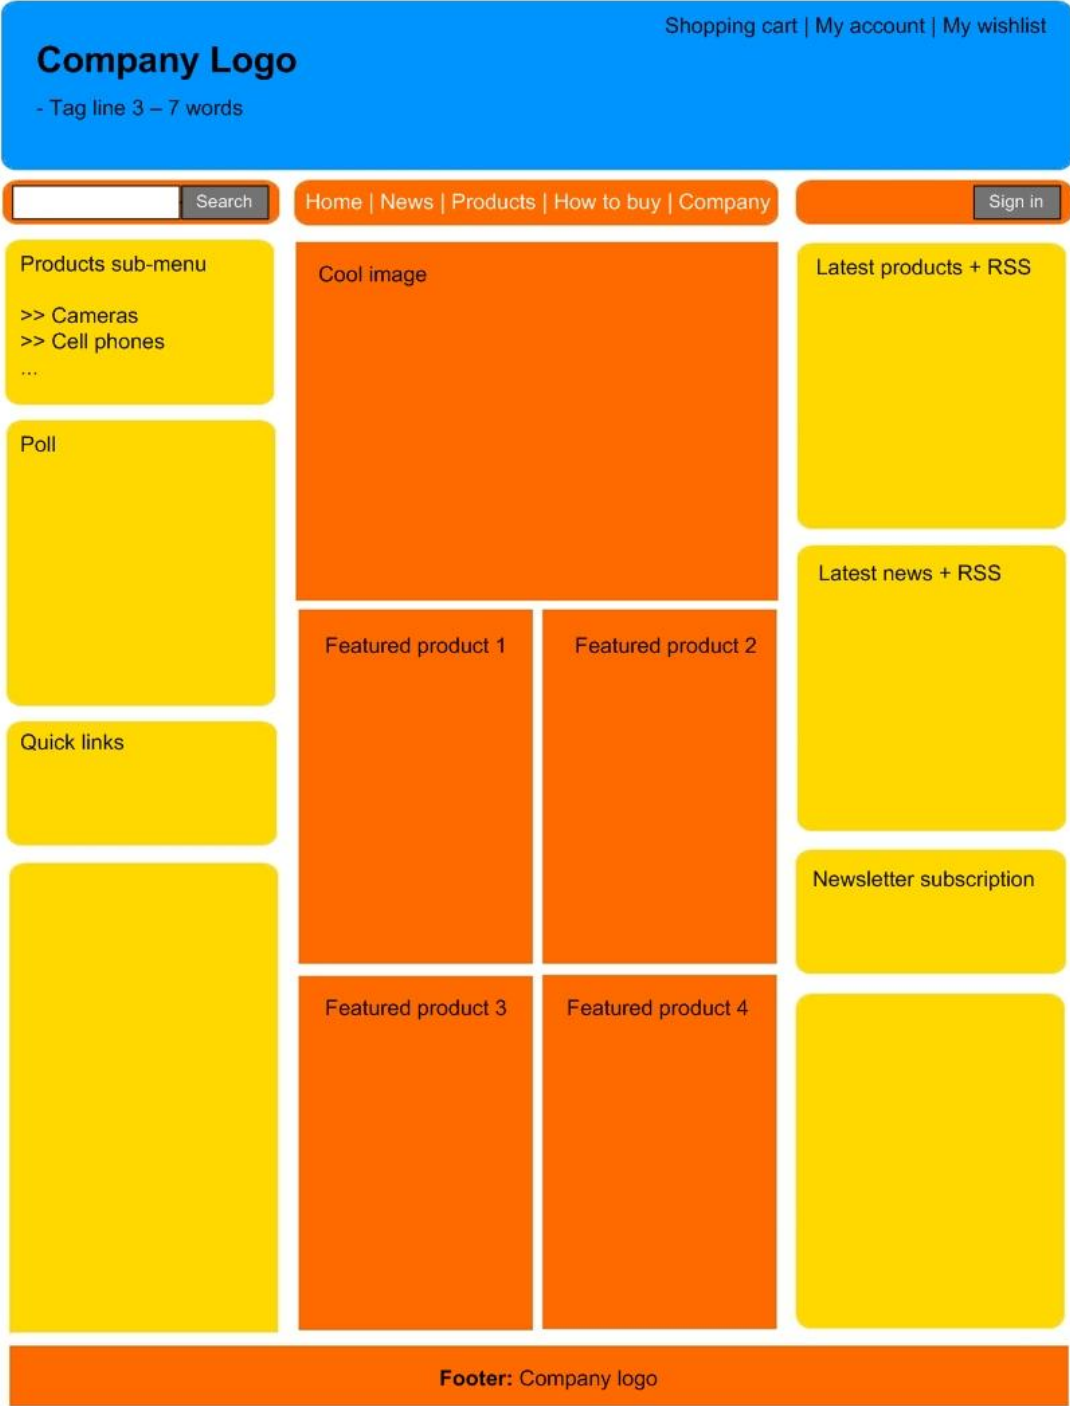 Shopping cart | My account | My wishlist
Company Logo
- Tag line 3 – 7 words
Search
Home | News | Products | How to buy | Company
Sign in
Products sub-menu
>> Cameras
>> Cell phones
...
Poll
Quick links
Cool image
Featured product 1
Featured product 2
Featured product 3
Featured product 4
Latest products + RSS
Latest news + RSS
Newsletter subscription
Footer: Company logo